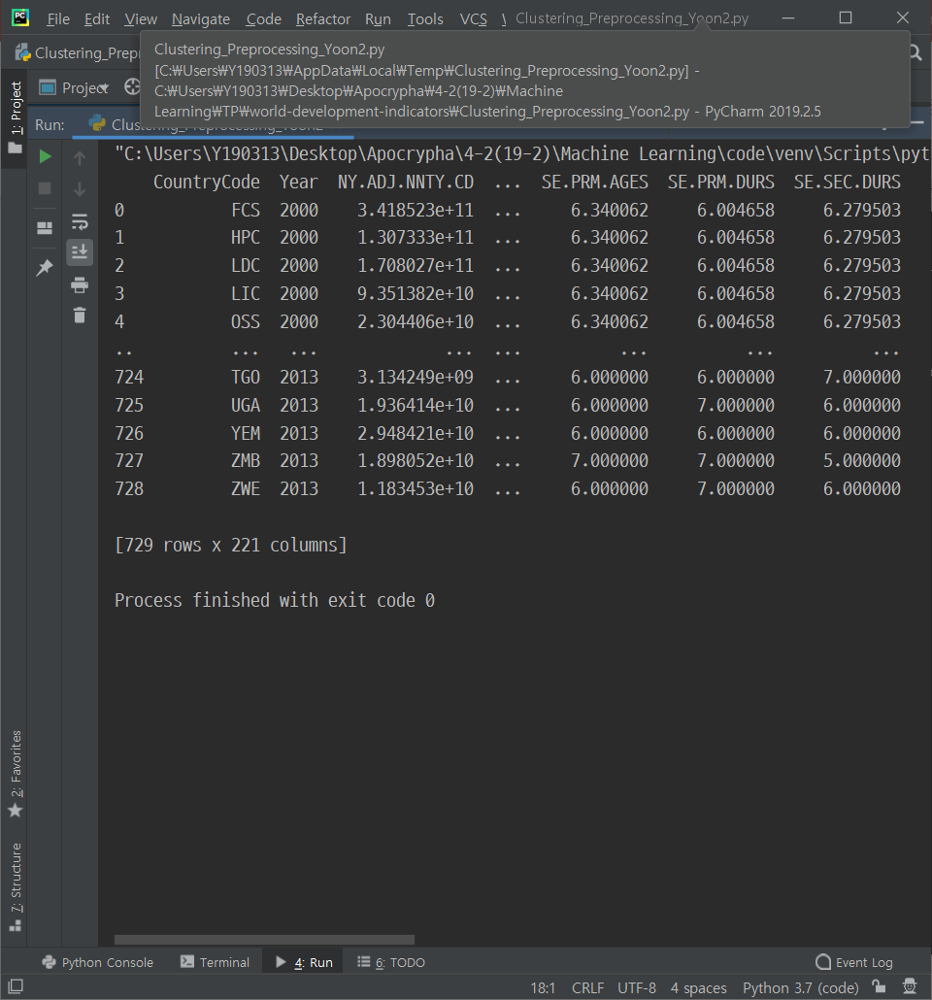 PC
File Edit View Navigate Code Refactor Run Tools VCS Clustering_Preprocessing_Yoon2.py
Clustering_Prepr
Clustering_Preprocessing_Yoon2.py
[C:₩Users₩Y190313₩AppData₩Local₩Temp₩Clustering_Preprocessing_Yoon2.py] -
C:₩Users₩Y190313₩Desktop₩Apocrypha₩4-2(19-2)₩Machine
Learning₩TP₩world-development-indicators₩Clustering_Preprocessing_Yoon2.py - PyCharm 2019.2.5
1: Project
Project
Run: Clustering_Preprocessing_Yoon2
"C:\Users\Y190313\Desktop\Apocrypha\4-2(19-2)\Machine Learning\code\venv\Scripts\pyt
CountryCode Year NY.ADJ.NNTY.CD ... SE.PRM.AGES SE.PRM.DURS SE.SEC.DURS
0 FCS 2000 3.418523e+11 ... 6.340062 6.004658 6.279503
1 HPC 2000 1.307333e+11 ... 6.340062 6.004658 6.279503
2 LDC 2000 1.708027e+11 ... 6.340062 6.004658 6.279503
3 LIC 2000 9.351382e+10 ... 6.340062 6.004658 6.279503
4 OSS 2000 2.304406e+10 ... 6.340062 6.004658 6.279503
.. ... ... ... ... ... ... ...
724 TGO 2013 3.134249e+09 ... 6.000000 6.000000 7.000000
725 UGA 2013 1.936414e+10 ... 6.000000 7.000000 6.000000
726 YEM 2013 2.948421e+10 ... 6.000000 6.000000 6.000000
727 ZMB 2013 1.898052e+10 ... 7.000000 7.000000 5.000000
728 ZWE 2013 1.183453e+10 ... 6.000000 7.000000 6.000000
[729 rows x 221 columns]
Process finished with exit code 0
2: Favorites
7: Structure
Python Console Terminal 4: Run 6: TODO Event Log
18:1 CRLF UTF-8 4 spaces Python 3.7 (code)